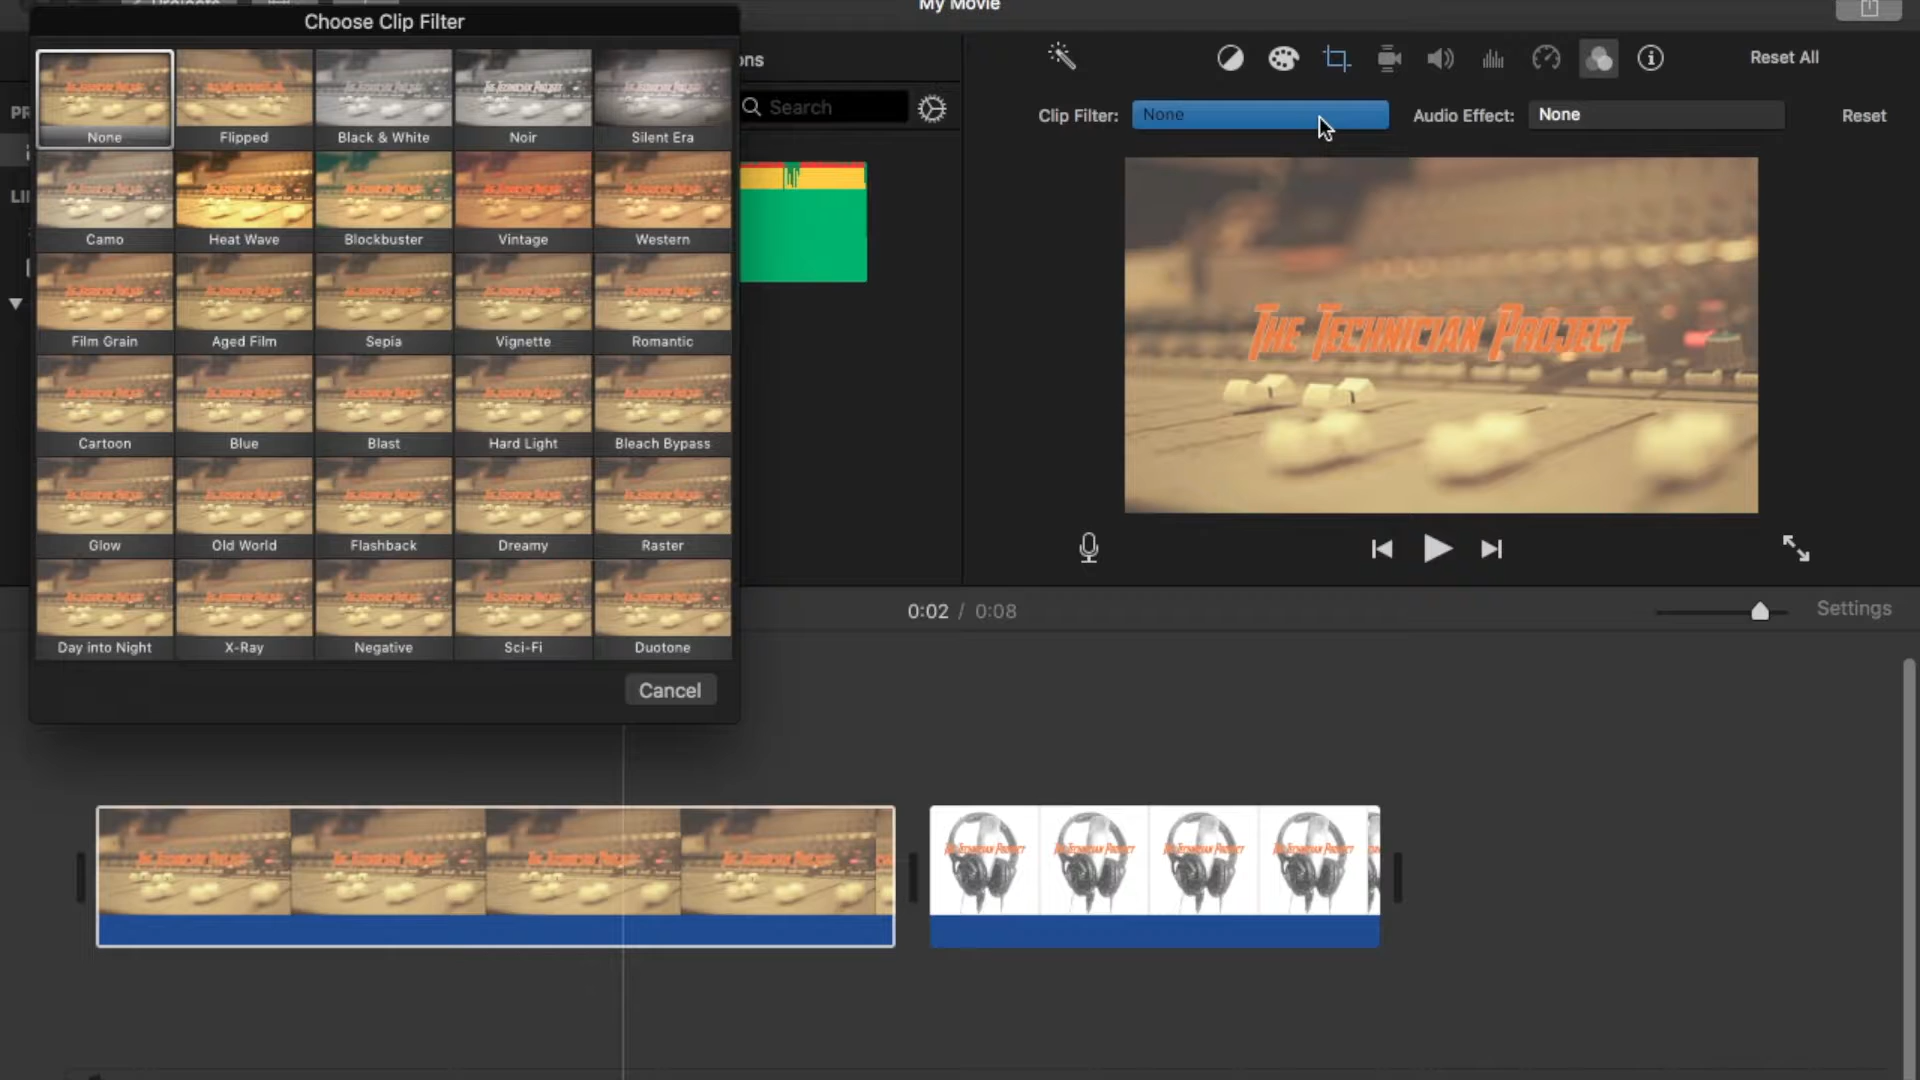 My Movie
Choose Clip Filter
None
Flipped
Black & White
Noir
Silent Era
Camo
Heat Wave
Blockbuster
Vintage
Western
Film Grain
Aged Film
Sepia
Vignette
Romantic
Cartoon
Blue
Blast
Hard Light
Bleach Bypass
Glow
Old World
Flashback
Dreamy
Raster
Day into Night
X-Ray
Negative
Sci-Fi
Duotone
Cancel
Search
Reset All
Clip Filter: None Audio Effect: None Reset
THE TECHNICIAN PROJECT
0:02 / 0:08
Settings